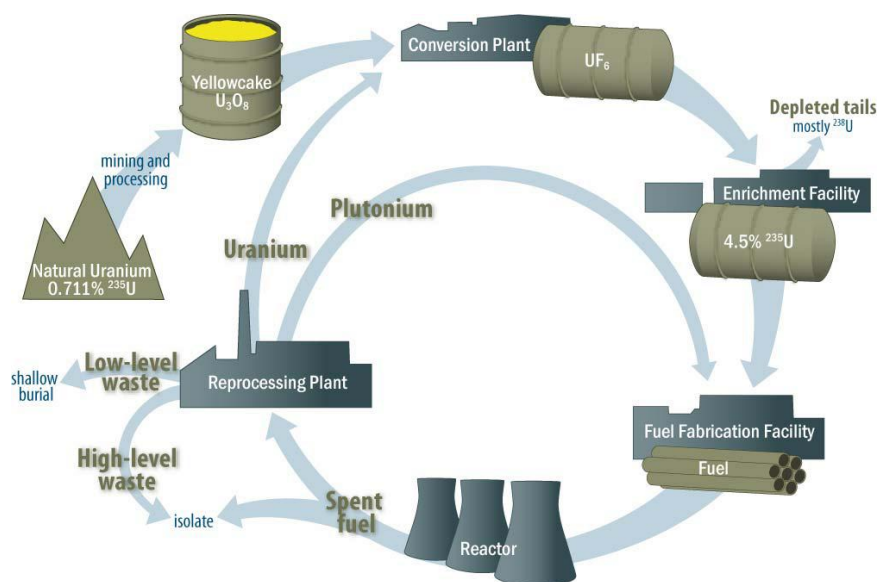 Yellowcake
U₃O₈
Conversion Plant
UF₆
Depleted tails
mostly ²³⁸U
mining and
processing
Enrichment Facility
4.5% ²³⁵U
Plutonium
Uranium
Natural Uranium
0.711% ²³⁵U
Low-level
waste
shallow
burial
Reprocessing Plant
Fuel Fabrication Facility
Fuel
High-level
waste
Spent
fuel
isolate
Reactor